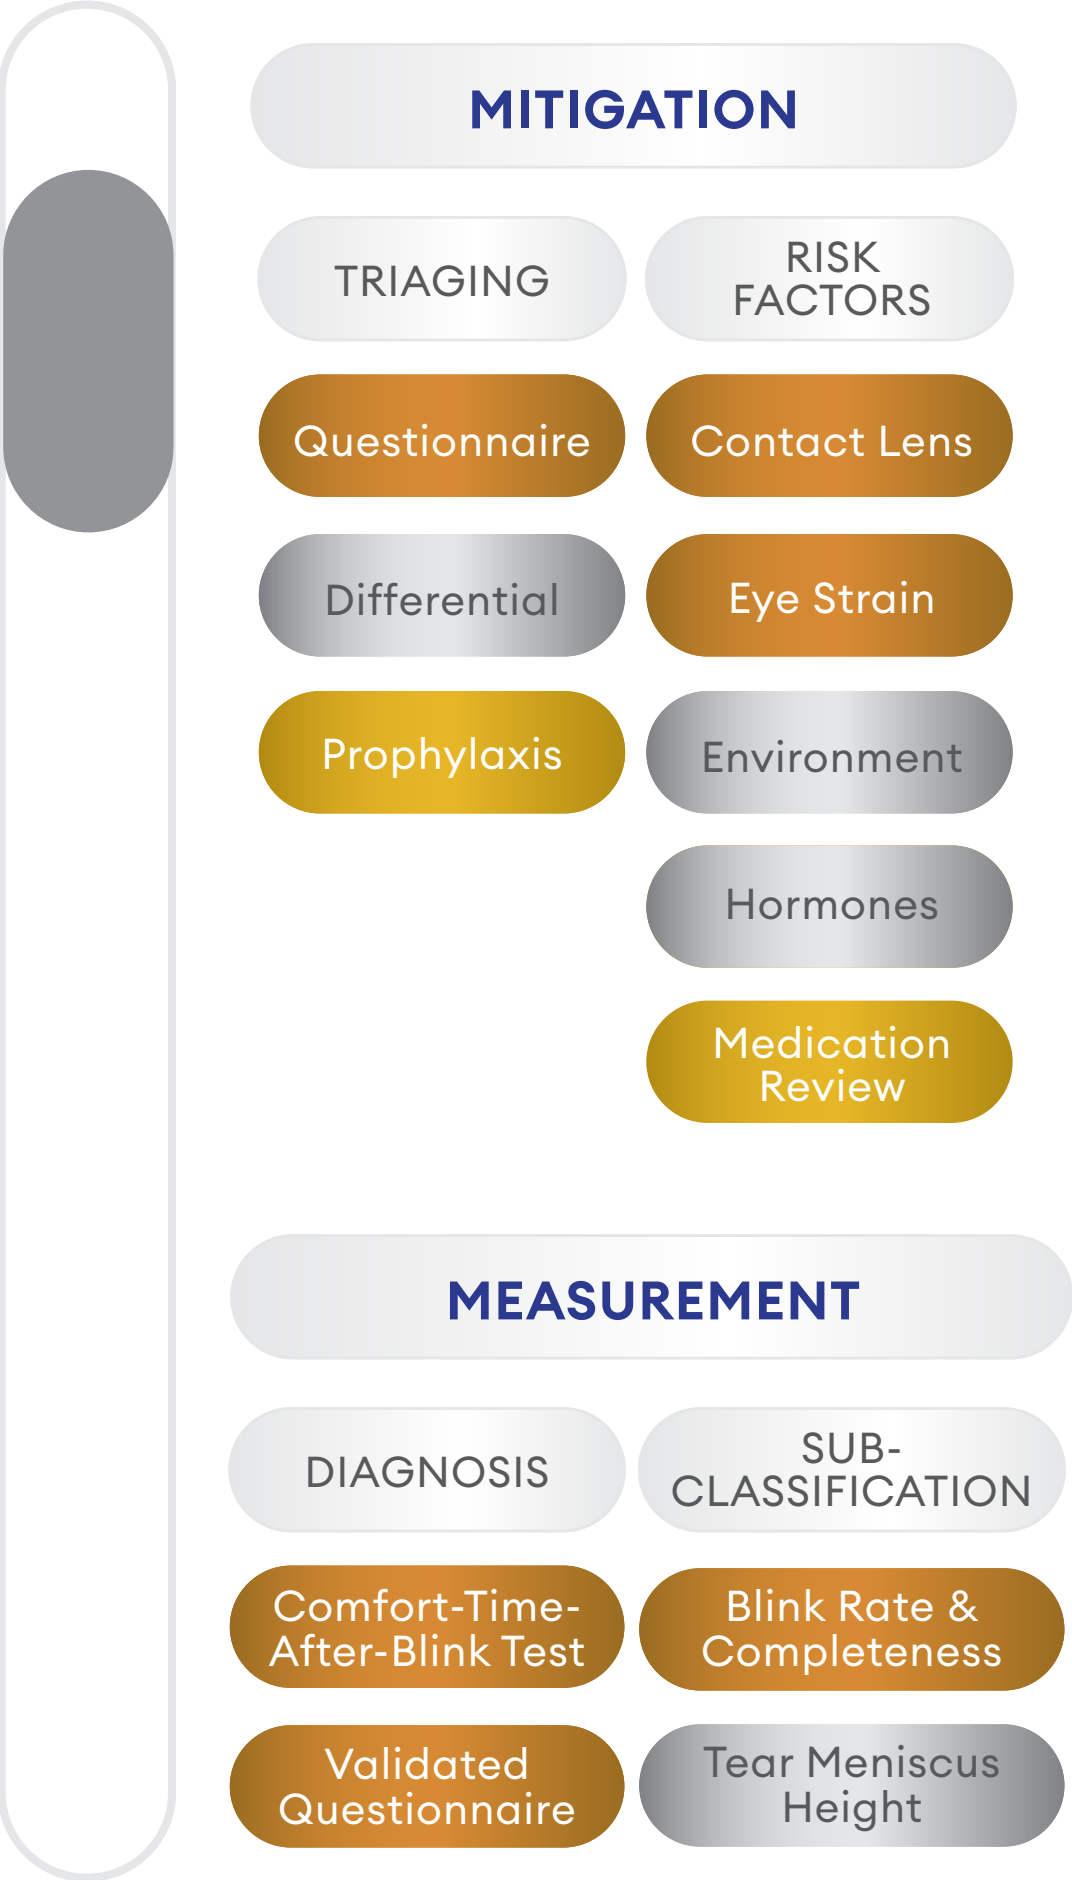 MITIGATION
TRIAGING
RISK
FACTORS
Questionnaire
Contact Lens
Differential
Eye Strain
Prophylaxis
Environment
Hormones
Medication
Review
MEASUREMENT
DIAGNOSIS
SUB-
CLASSIFICATION
Comfort-Time-
After-Blink Test
Blink Rate &
Completeness
Validated
Questionnaire
Tear Meniscus
Height